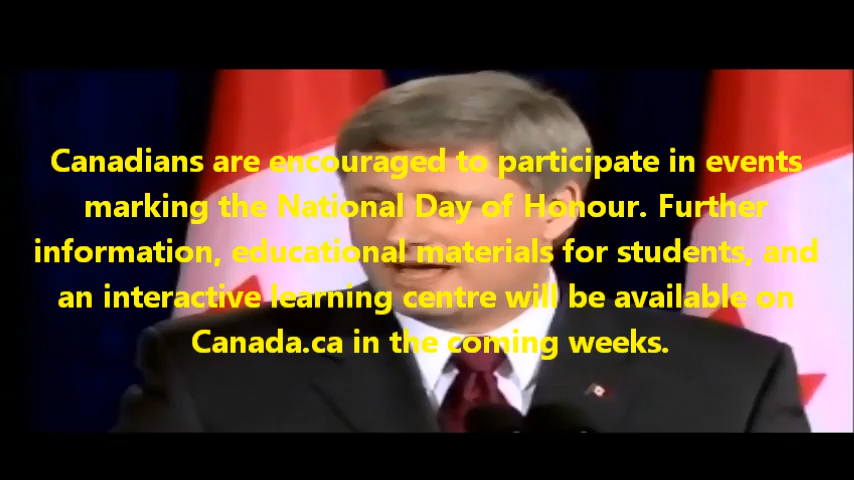 Canadians are encouraged to participate in events
marking the National Day of Honour. Further
information, educational materials for students, and
an interactive learning centre will be available on
Canada.ca in the coming weeks.